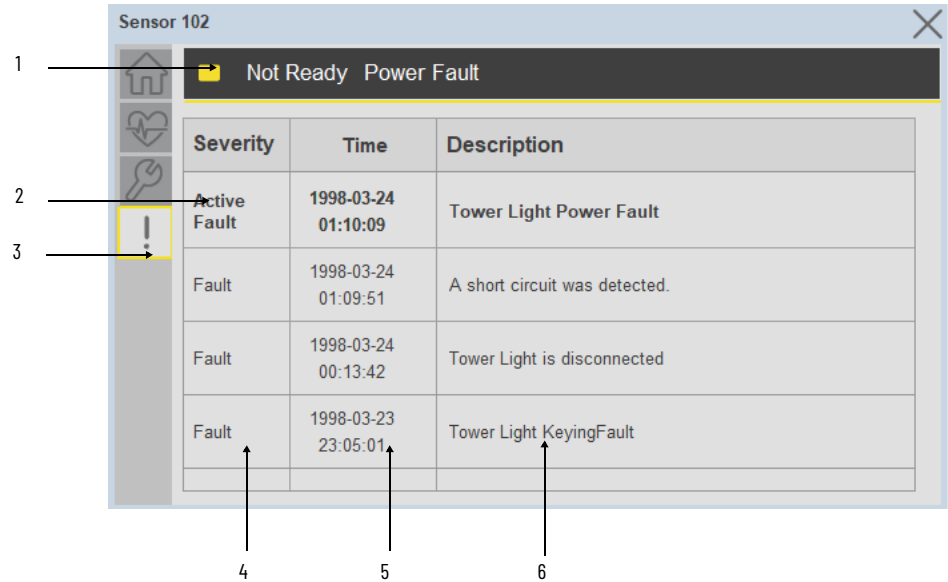 Sensor 102
1
Not Ready Power Fault
Severity Time Description
2
Active Fault
1998-03-24
01:10:09
Tower Light Power Fault
3
Fault
1998-03-24
01:09:51
A short circuit was detected.
Fault
1998-03-24
00:13:42
Tower Light is disconnected
Fault
1998-03-23
23:05:01
Tower Light KeyingFault
4 5 6